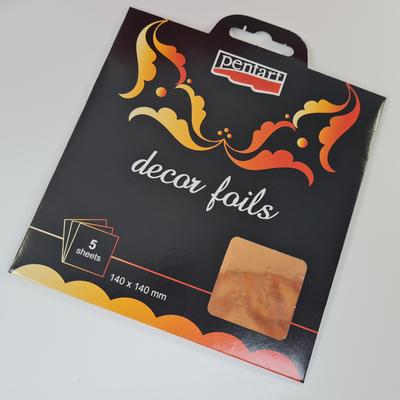 pentart
decor foils
5
sheets
140 x 140 mm